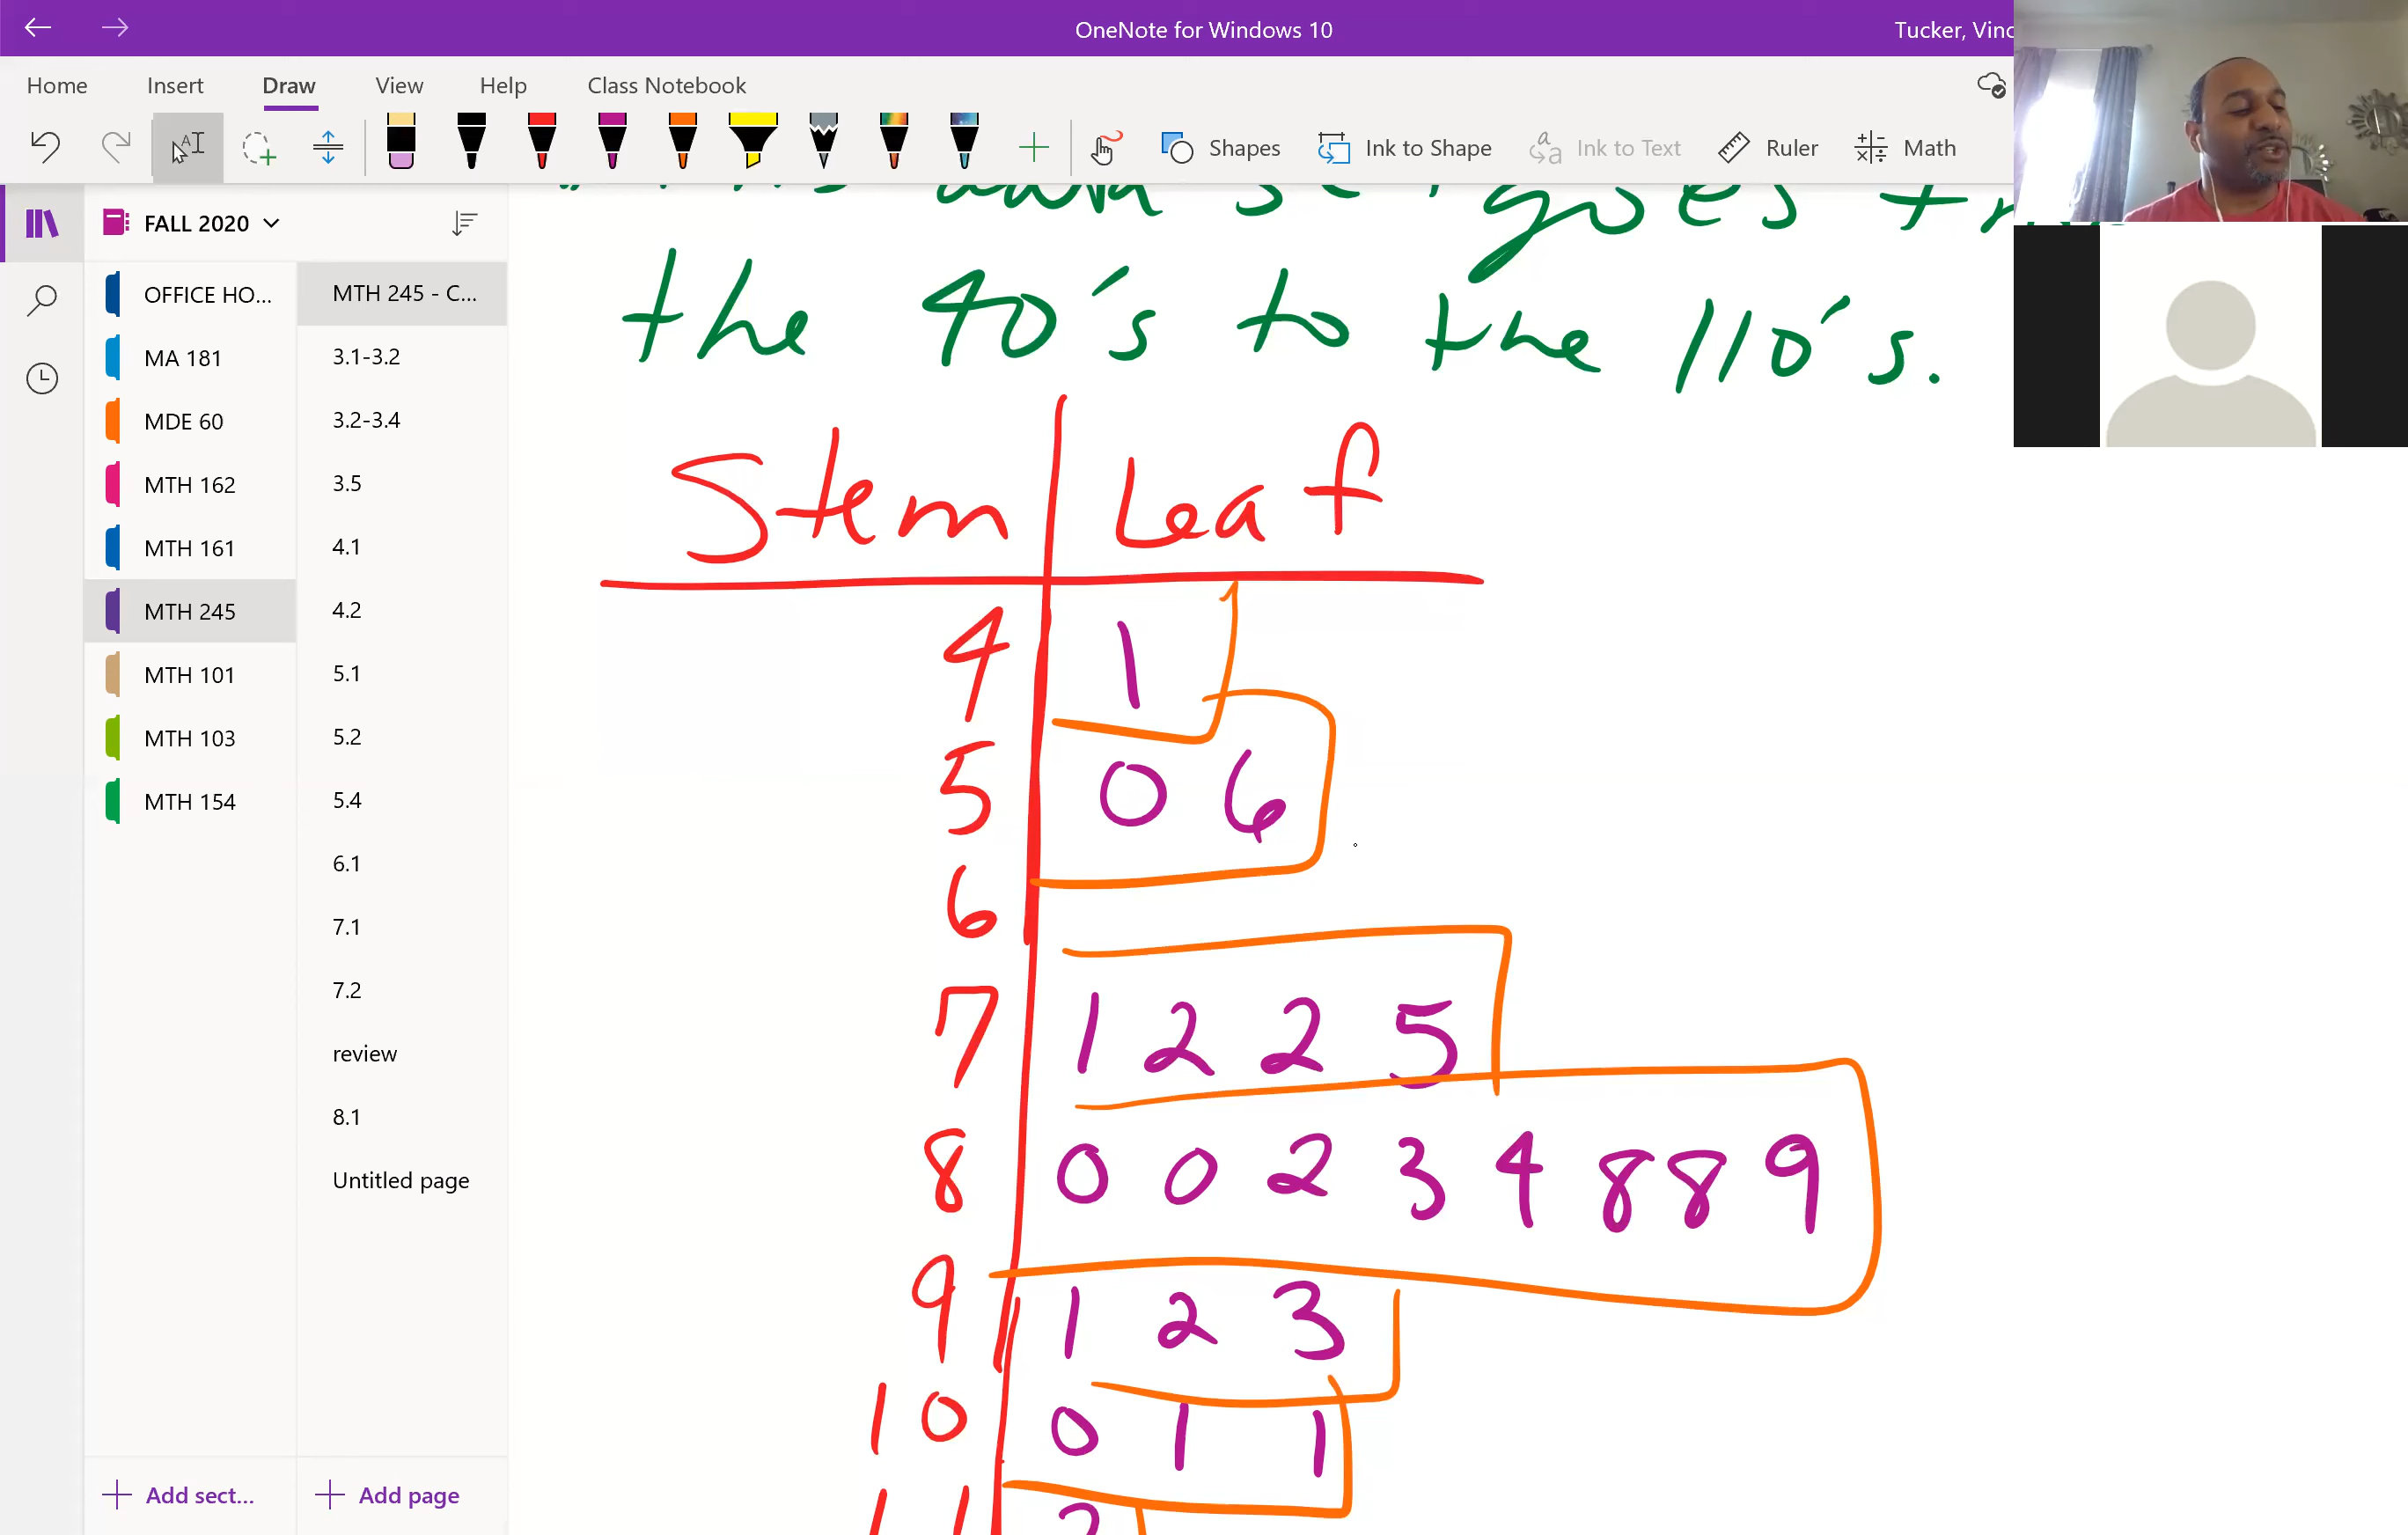 OneNote for Windows 10
Tucker, Vinc
Home Insert Draw View Help Class Notebook
Shapes Ink to Shape Ink to Text Ruler Math
FALL 2020
OFFICE HO...
MA 181
MDE 60
MTH 162
MTH 161
MTH 245
MTH 101
MTH 103
MTH 154
Add sect...
MTH 245 - C...
3.1-3.2
3.2-3.4
3.5
4.1
4.2
5.1
5.2
5.4
6.1
7.1
7.2
review
8.1
Untitled page
Add page
data set goes
the 40's to the 110's.
Stem Leaf
4 1
5 0 6
6
7 1 2 2 5
8 0 0 2 3 4 8 8 9
9 1 2 3
10 0 1 1
11 2